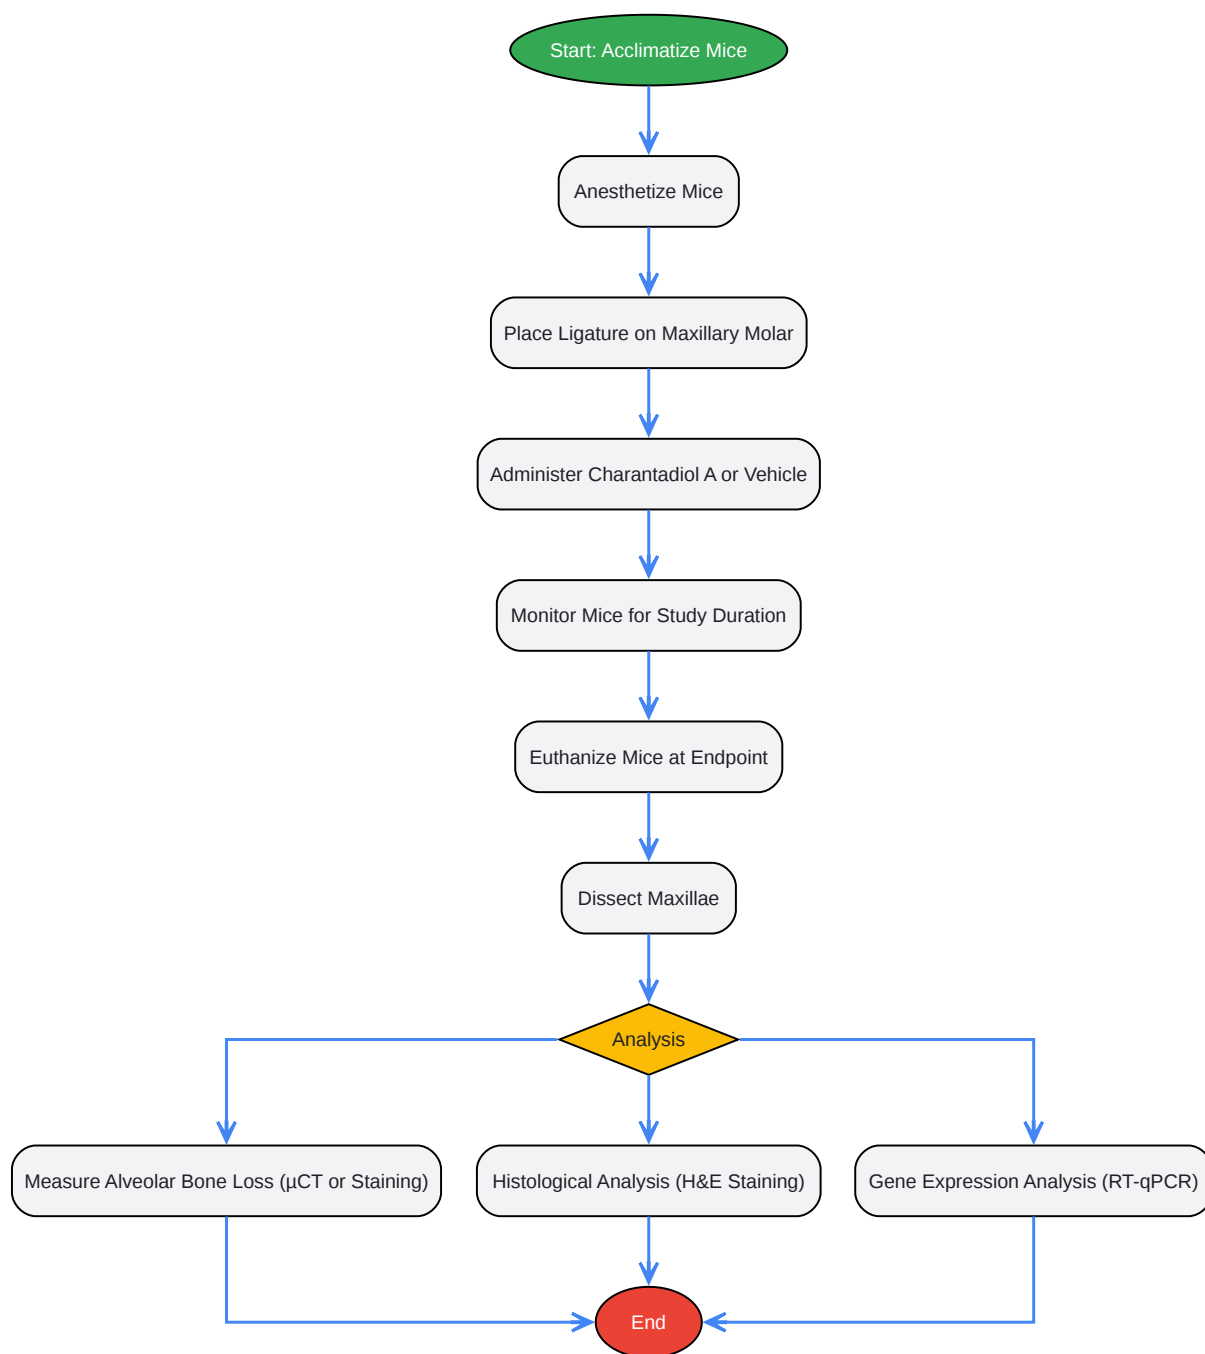 Start: Acclimatize Mice
Anesthetize Mice
Place Ligature on Maxillary Molar
Administer Charantadiol A or Vehicle
Monitor Mice for Study Duration
Euthanize Mice at Endpoint
Dissect Maxillae
Analysis
Measure Alveolar Bone Loss (µCT or Staining)
Histological Analysis (H&E Staining)
Gene Expression Analysis (RT-qPCR)
End